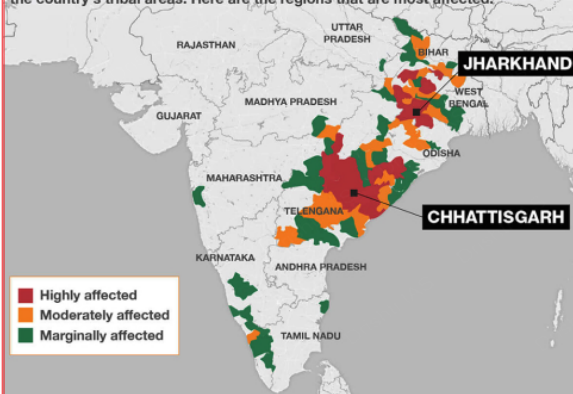 the country's tribal areas. Here are the regions that are most affected.
UTTAR
PRADESH
RAJASTHAN
BIHAR
JHARKHAND
WEST
BENGAL
MADHYA PRADESH
GUJARAT
ODISHA
MAHARASHTRA
TELENGANA
CHHATTISGARH
KARNATAKA
ANDHRA PRADESH
Highly affected
Moderately affected
Marginally affected
TAMIL NADU